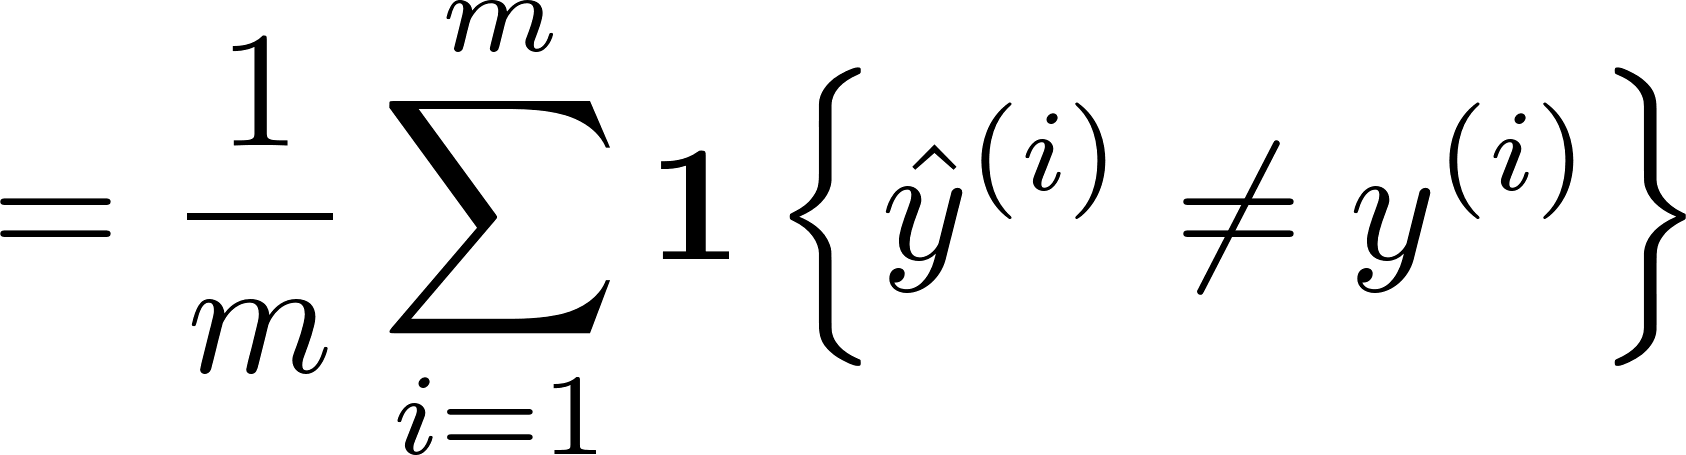 = \frac{1}{m} \sum_{i=1}^{m} \mathbf{1} \left\{ \hat{y}^{(i)} \neq y^{(i)} \right\}